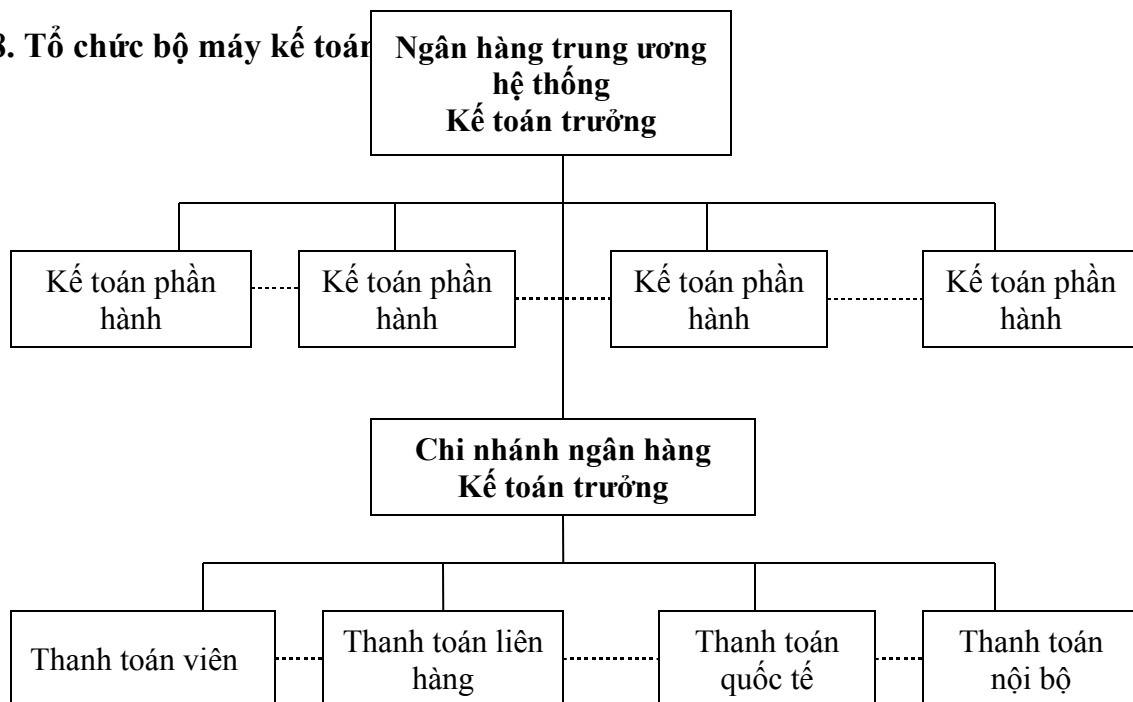 8. Tổ chức bộ máy kế toán
Ngân hàng trung ương
hệ thống
Kế toán trưởng
Kế toán phần
hành
Kế toán phần
hành
Kế toán phần
hành
Kế toán phần
hành
Chi nhánh ngân hàng
Kế toán trưởng
Thanh toán viên
Thanh toán liên
hàng
Thanh toán
quốc tế
Thanh toán
nội bộ